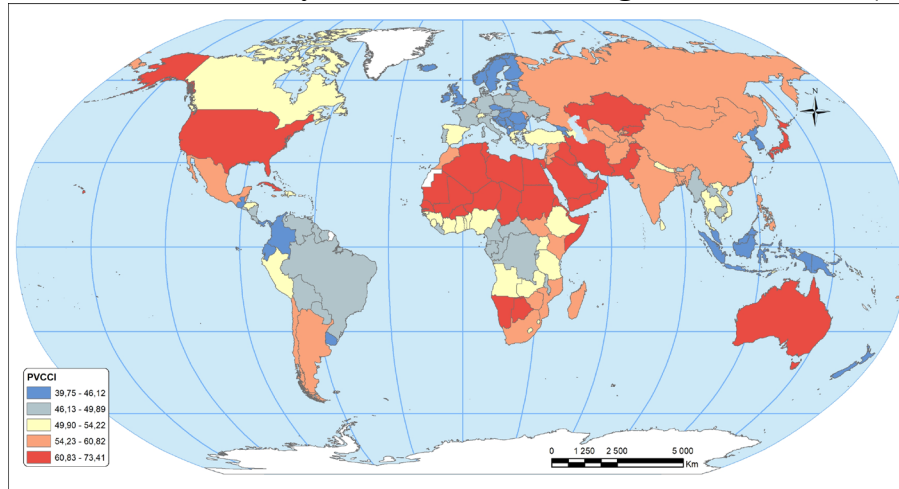 N
PVCCI
39,75 - 46,12
46,13 - 49,89
49,90 - 54,22
54,23 - 60,82
60,83 - 73,41
0 1 250 2 500 5 000
Km